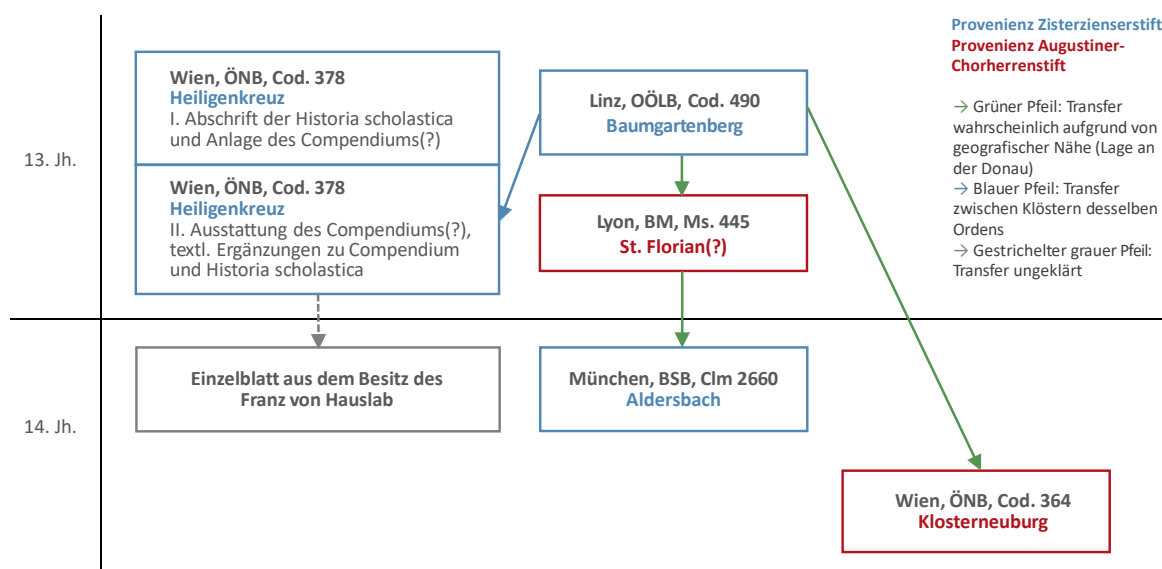 Provenienz Zisterzienserstift
Provenienz Augustiner-
Chorherrenstift
→ Grüner Pfeil: Transfer
wahrscheinlich aufgrund von
geografischer Nähe (Lage an
der Donau)
→ Blauer Pfeil: Transfer
zwischen Klöstern desselben
Ordens
→ Gestrichelter grauer Pfeil:
Transfer ungeklärt
13. Jh.
Wien, ÖNB, Cod. 378
Heiligenkreuz
I. Abschrift der Historia scholastica
und Anlage des Compendiums(?)
Wien, ÖNB, Cod. 378
Heiligenkreuz
II. Ausstattung des Compendiums(?),
textl. Ergänzungen zu Compendium
und Historia scholastica
Linz, OÖLB, Cod. 490
Baumgartenberg
Lyon, BM, Ms. 445
St. Florian(?)
14. Jh.
Einzelblatt aus dem Besitz des
Franz von Hauslab
München, BSB, Clm 2660
Aldersbach
Wien, ÖNB, Cod. 364
Klosterneuburg